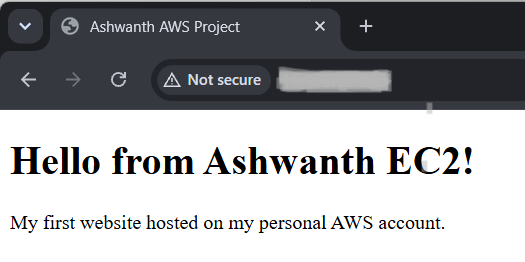 Ashwanth AWS Project
Not secure
Hello from Ashwanth EC2!
My first website hosted on my personal AWS account.